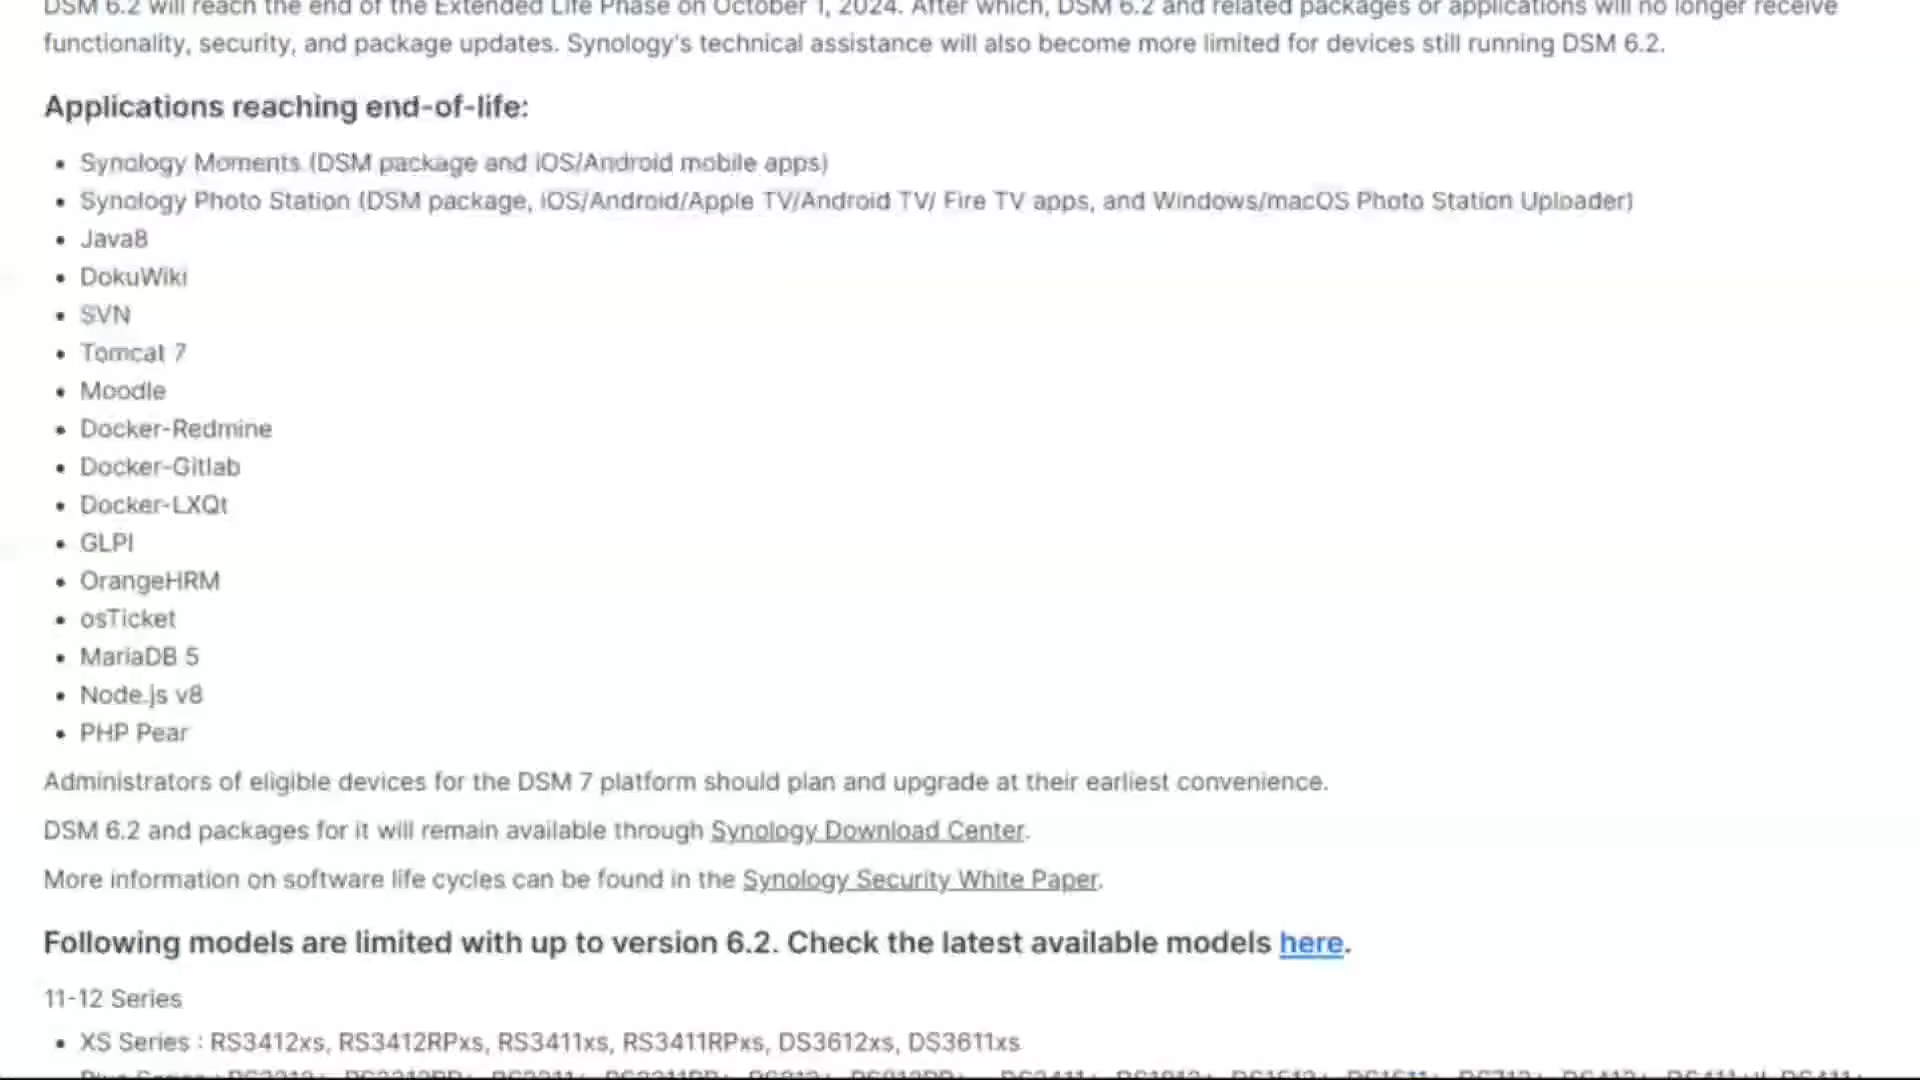 DSM 6.2 will reach the end of the Extended Life Phase on October 1, 2024. After which, DSM 6.2 and related packages or applications will no longer receive
functionality, security, and package updates. Synology's technical assistance will also become more limited for devices still running DSM 6.2.
Applications reaching end-of-life:
• Synology Moments (DSM package and iOS/Android mobile apps)
• Synology Photo Station (DSM package, iOS/Android/Apple TV/Android TV/ Fire TV apps, and Windows/macOS Photo Station Uploader)
• Java8
• DokuWiki
• SVN
• Tomcat 7
• Moodle
• Docker-Redmine
• Docker-Gitlab
• Docker-LXQt
• GLPI
• OrangeHRM
• osTicket
• MariaDB 5
• Node.js v8
• PHP Pear
Administrators of eligible devices for the DSM 7 platform should plan and upgrade at their earliest convenience.
DSM 6.2 and packages for it will remain available through Synology Download Center.
More information on software life cycles can be found in the Synology Security White Paper.
Following models are limited with up to version 6.2. Check the latest available models here.
11-12 Series
• XS Series : RS3412xs, RS3412RPxs, RS3411xs, RS3411RPxs, DS3612xs, DS3611xs